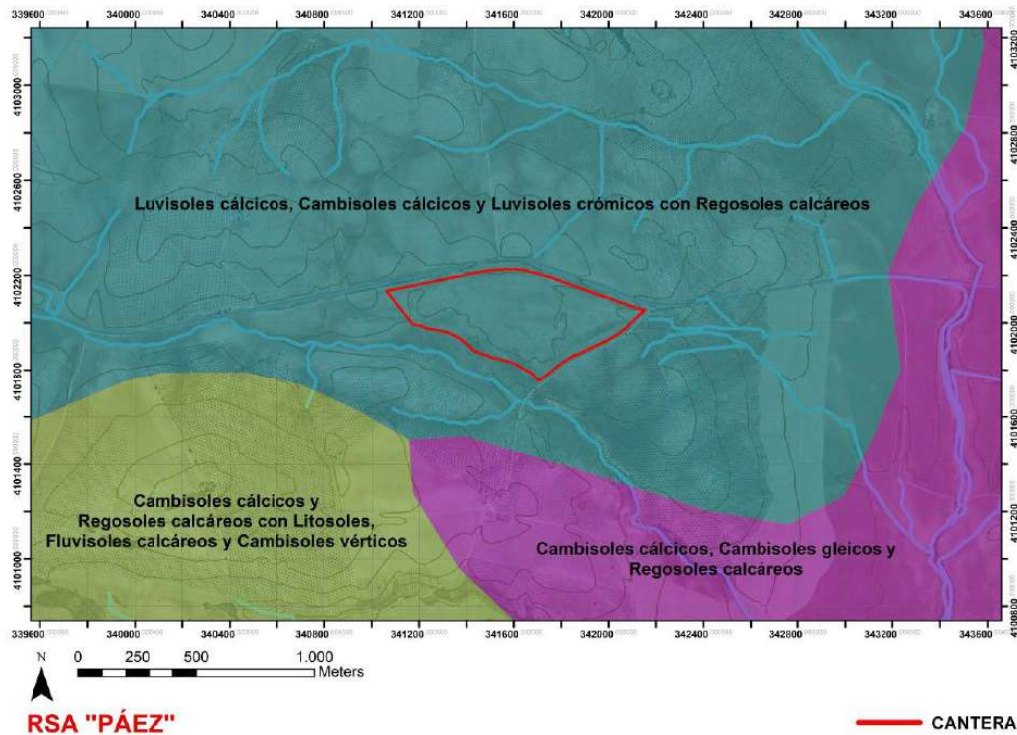 339600 340000 340400 340800 341200 341600 342000 342400 342800 343200 343600
4103000
4102600
4102200
4101800
4101400
4101000
4103200
4102800
4102400
4102000
4101600
4101200
4100800
Luvisoles cálcicos, Cambisoles cálcicos y Luvisoles crómicos con Regosoles calcáreos
Cambisoles cálcicos y
Regosoles calcáreos con Litosoles,
Fluvisoles calcáreos y Cambisoles vérticos
Cambisoles cálcicos, Cambisoles gleicos y
Regosoles calcáreos
339600 340000 340400 340800 341200 341600 342000 342400 342800 343200 343600
N
0 250 500 1.000
Meters
RSA "PÁEZ"
CANTERA